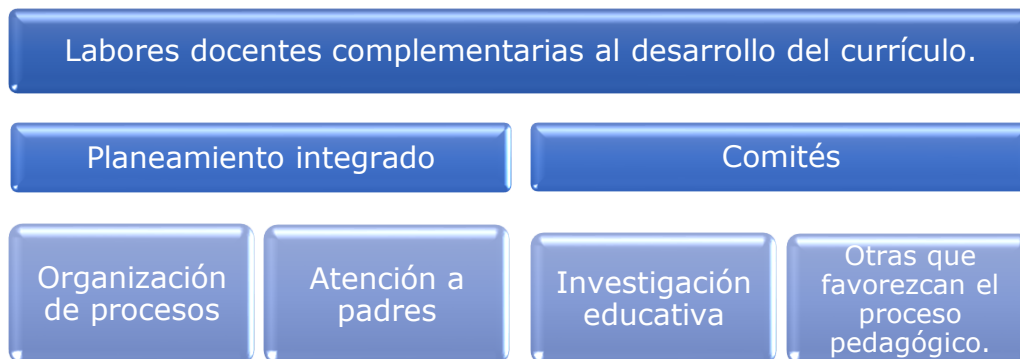 Labores docentes complementarias al desarrollo del currículo.
Planeamiento integrado
Comités
Organización
de procesos
Atención a
padres
Investigación
educativa
Otras que
favorezcan el
proceso
pedagógico.